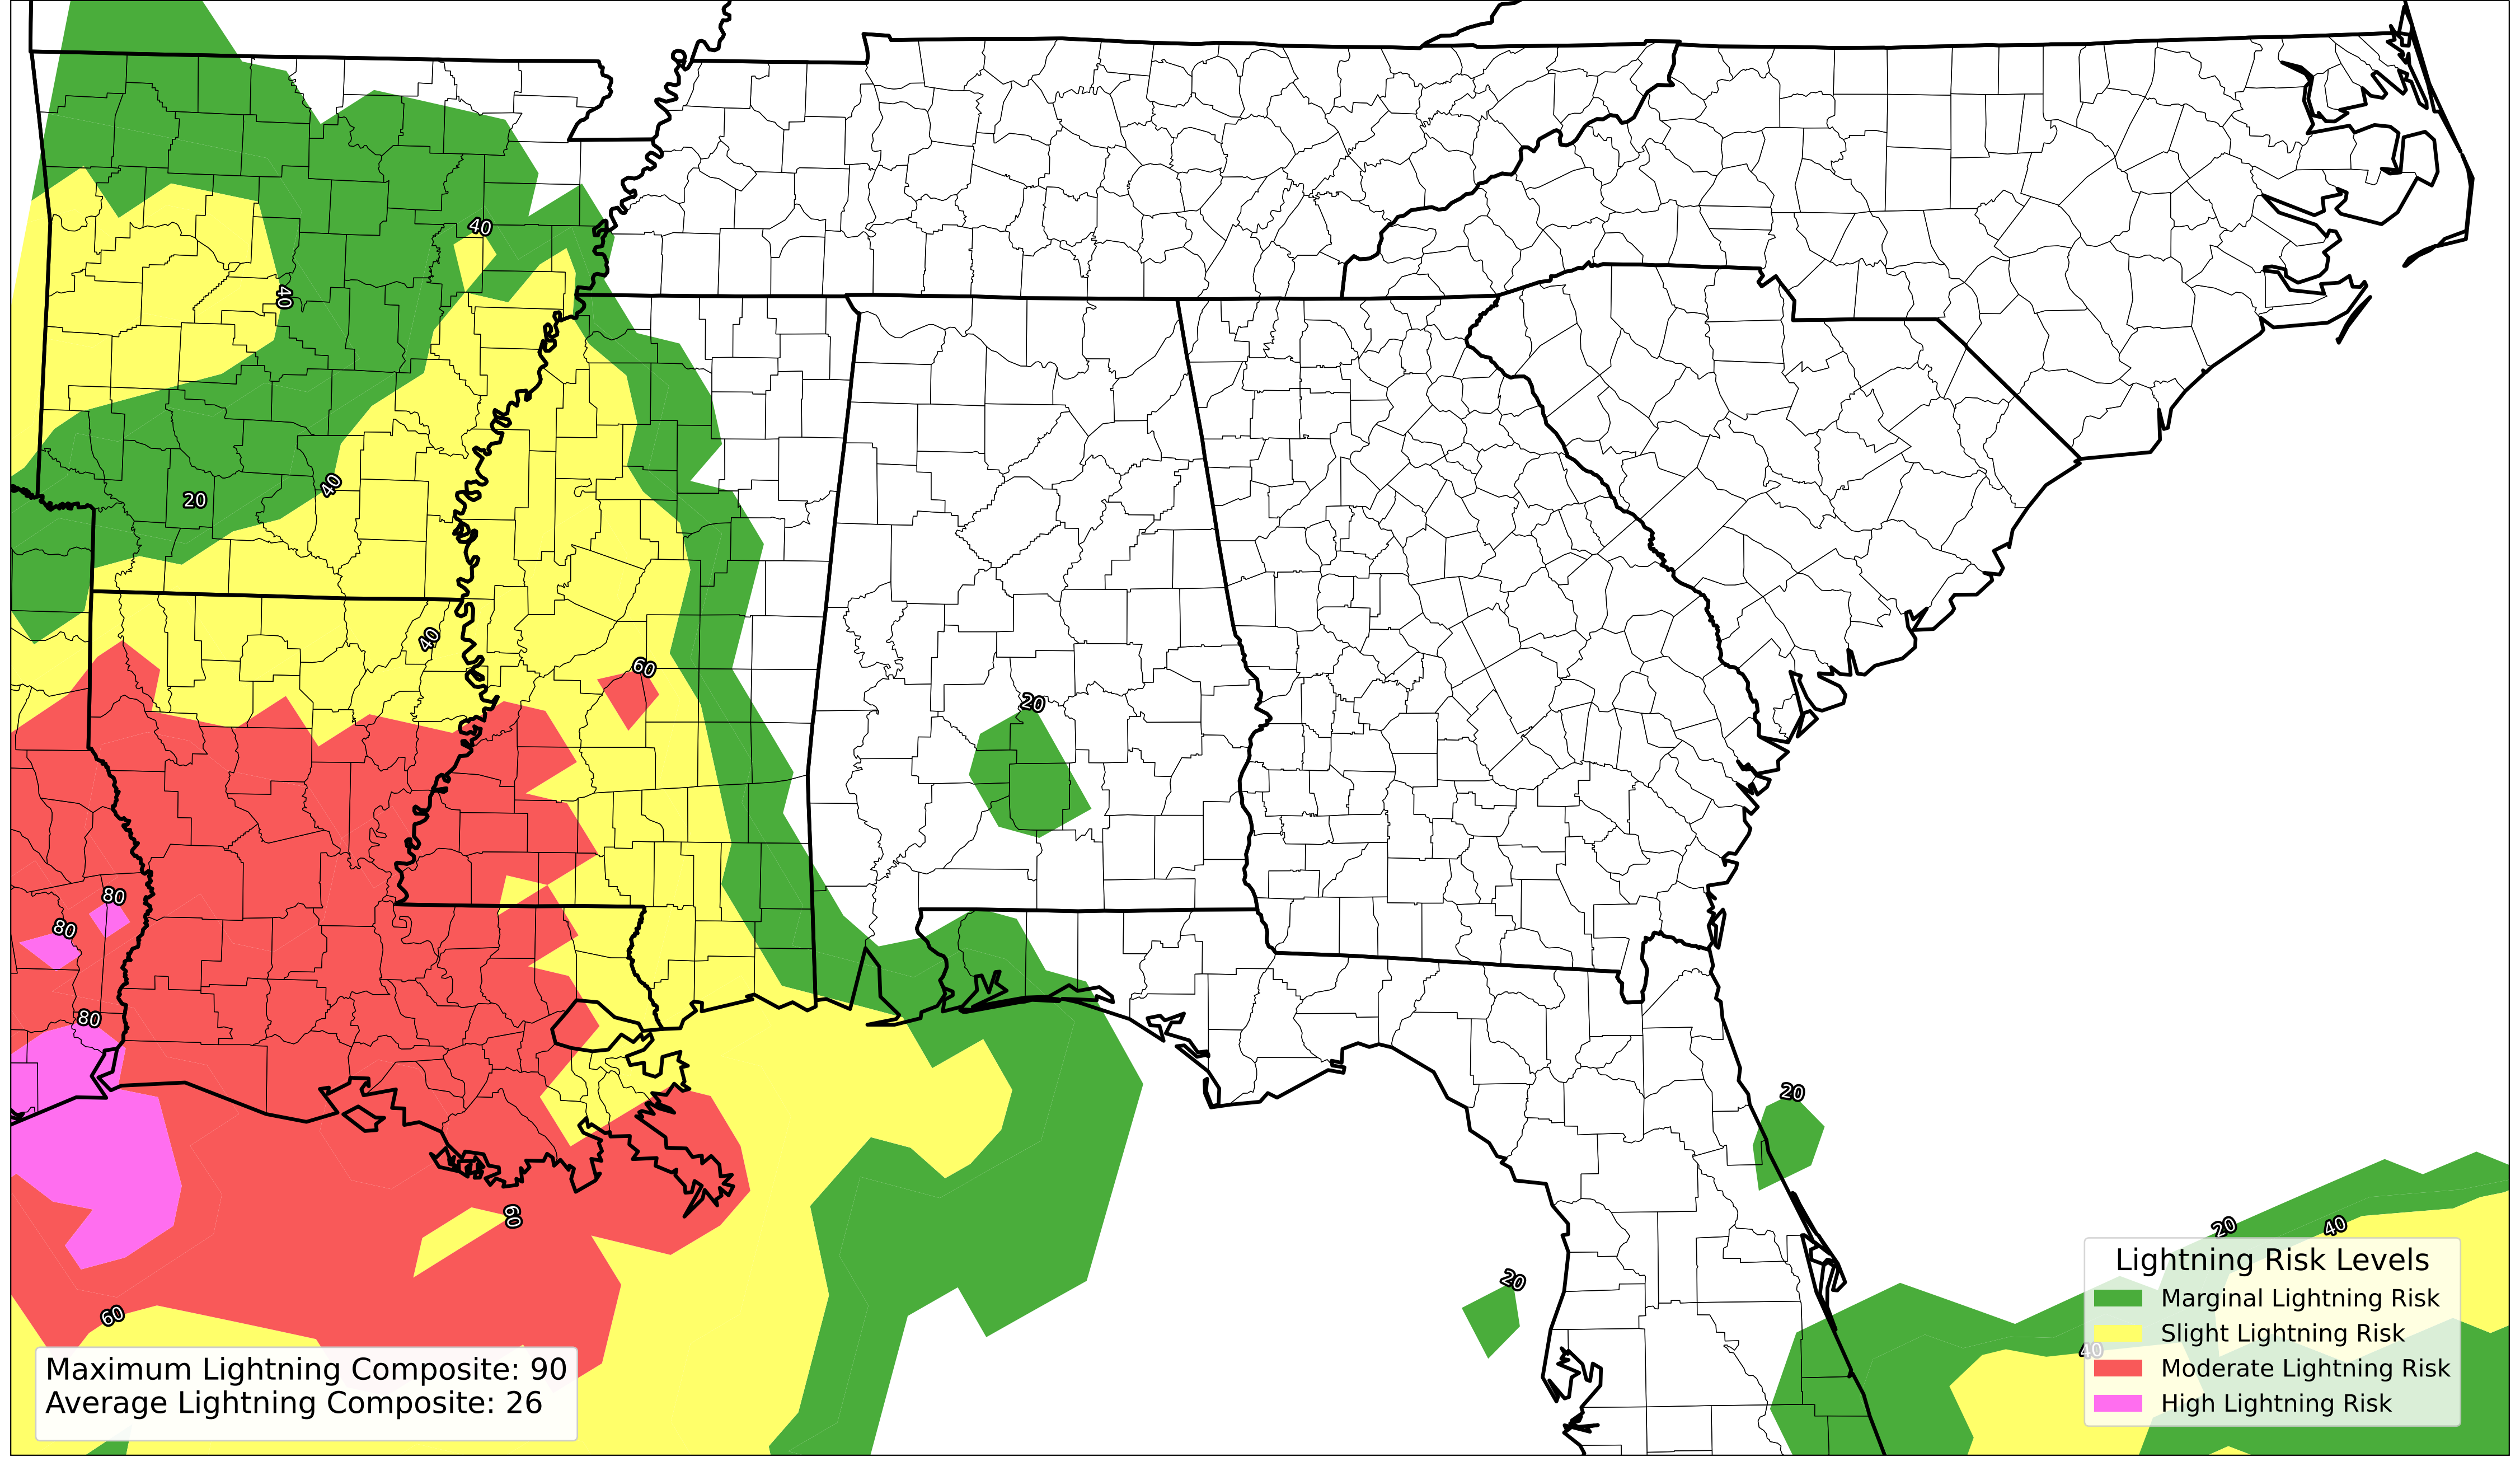 40
40
20
40
40
60
20
80
80
80
60
60
20
20
20
40
40
Lightning Risk Levels
Marginal Lightning Risk
Slight Lightning Risk
Moderate Lightning Risk
High Lightning Risk
Maximum Lightning Composite: 90
Average Lightning Composite: 26